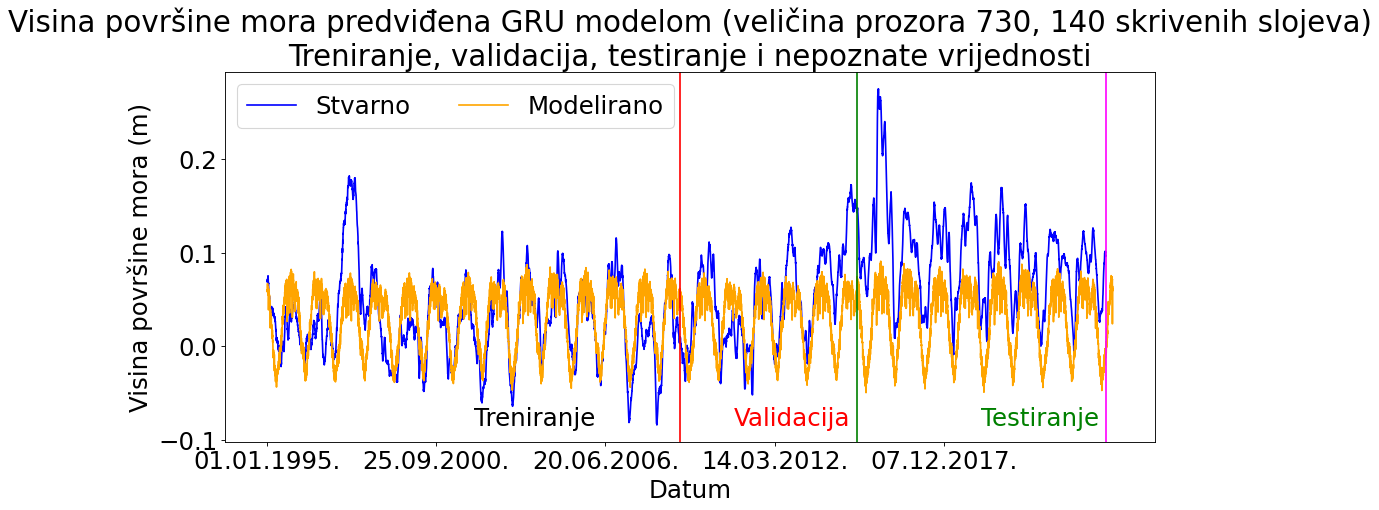 Visina površine mora predviđena GRU modelom (veličina prozora 730, 140 skrivenih slojeva)
Treniranje, validacija, testiranje i nepoznate vrijednosti
Stvarno Modelirano
Visina površine mora (m)
0.2
0.1
0.0
−0.1
Treniranje Validacija Testiranje
01.01.1995. 25.09.2000. 20.06.2006. 14.03.2012. 07.12.2017.
Datum